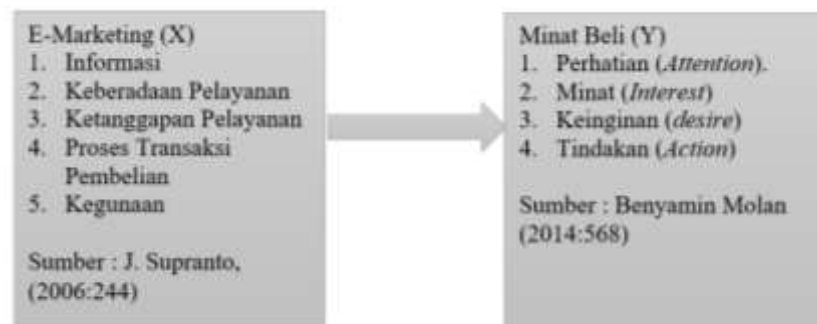 E-Marketing (X)
1. Informasi
2. Keberadaan Pelayanan
3. Ketanggapan Pelayanan
4. Proses Transaksi
Pembelian
5. Kegunaan
Sumber : J. Supranto,
(2006:244)
Minat Beli (Y)
1. Perhatian (Attention).
2. Minat (Interest)
3. Keinginan (desire)
4. Tindakan (Action)
Sumber : Benyamin Molan
(2014:568)